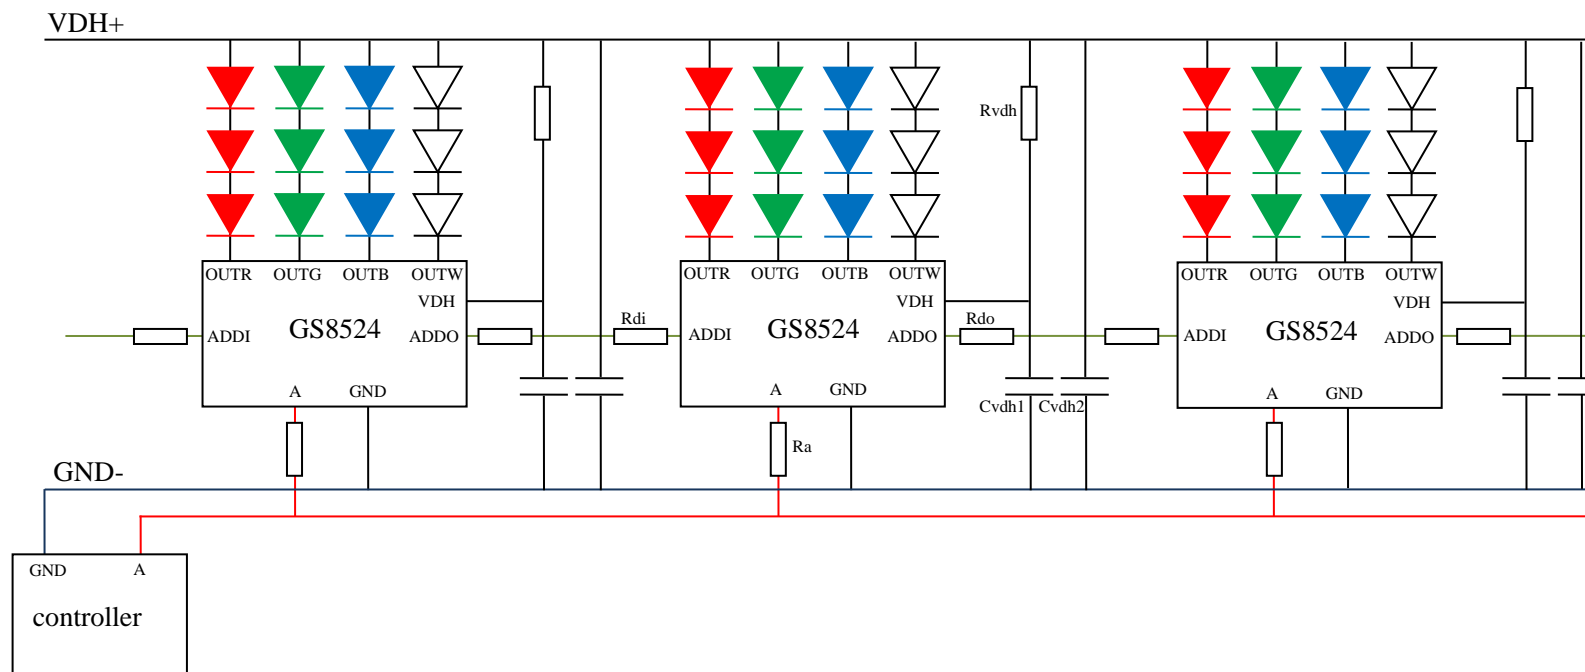 VDH+
Rvdh
OUTR OUTG OUTB OUTW
VDH
GS8524
ADDI ADDO
A GND
Rdi
OUTR OUTG OUTB OUTW
VDH
GS8524
ADDI ADDO
A GND
Rdo
OUTR OUTG OUTB OUTW
VDH
GS8524
ADDI ADDO
A GND
Cvdh1 Cvdh2
Ra
GND-
GND A
controller